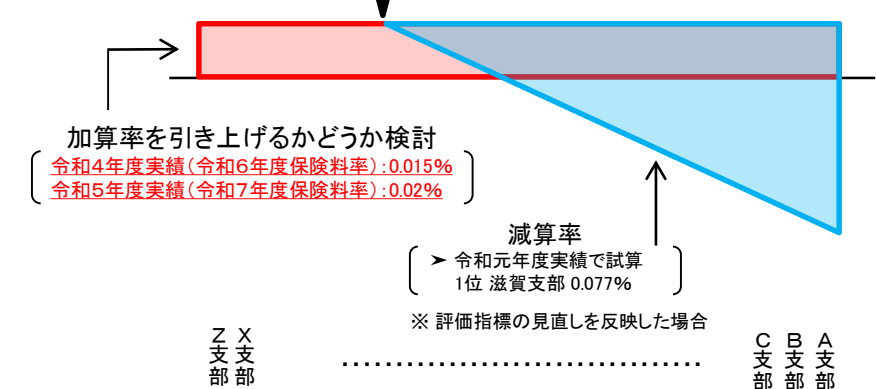 加算率を引き上げるかどうか検討
令和4年度実績(令和6年度保険料率):0.015%
令和5年度実績(令和7年度保険料率):0.02%
減算率
➤ 令和元年度実績で試算
1位 滋賀支部 0.077%
※ 評価指標の見直しを反映した場合
Z支部
X支部
‥‥‥‥‥‥‥‥‥‥‥‥‥‥‥‥‥‥
C支部
B支部
A支部